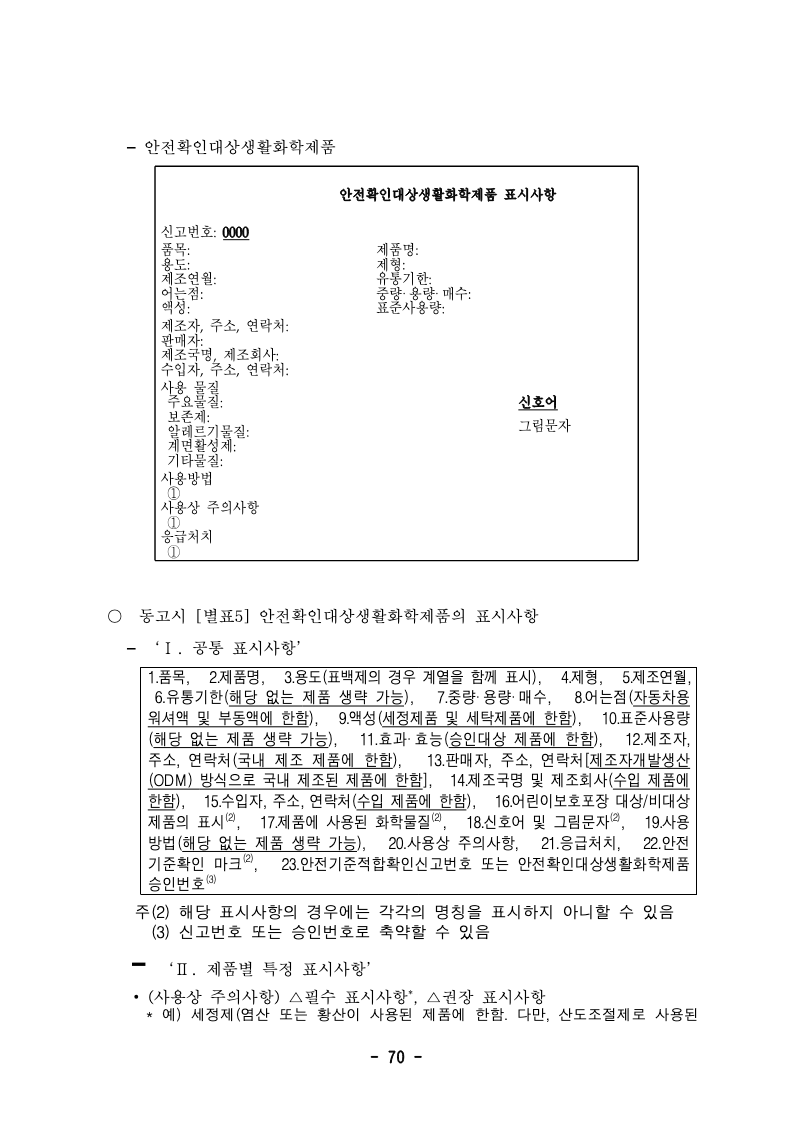 - 안전확인대상생활화학제품
안전확인대상생활화학제품 표시사항
신고번호: 0000
품목: 제품명:
용도: 제형:
제조연월: 유통기한:
어는점: 중량·용량·매수:
액성: 표준사용량:
제조자, 주소, 연락처:
판매자:
제조국명, 제조회사:
수입자, 주소, 연락처:
사용 물질
주요물질:
신호어
보존제:
그림문자
알레르기물질:
계면활성제:
기타물질:
사용방법
①
사용상 주의사항
①
응급처치
①
○ 동고시 [별표5] 안전확인대상생활화학제품의 표시사항
- ‘Ⅰ. 공통 표시사항’
1.품목, 2.제품명, 3.용도(표백제의 경우 계열을 함께 표시), 4.제형, 5.제조연월,
6.유통기한(해당 없는 제품 생략 가능), 7.중량·용량·매수, 8.어는점(자동차용
워셔액 및 부동액에 한함), 9.액성(세정제품 및 세탁제품에 한함), 10.표준사용량
(해당 없는 제품 생략 가능), 11.효과·효능(승인대상 제품에 한함), 12.제조자,
주소, 연락처(국내 제조 제품에 한함), 13.판매자, 주소, 연락처[제조자개발생산
(ODM) 방식으로 국내 제조된 제품에 한함], 14.제조국명 및 제조회사(수입 제품에
한함), 15.수입자, 주소, 연락처(수입 제품에 한함), 16.어린이보호포장 대상/비대상
제품의 표시(2), 17.제품에 사용된 화학물질(2), 18.신호어 및 그림문자(2), 19.사용
방법(해당 없는 제품 생략 가능), 20.사용상 주의사항, 21.응급처치, 22.안전
기준확인 마크(2), 23.안전기준적합확인신고번호 또는 안전확인대상생활화학제품
승인번호(3)
주(2) 해당 표시사항의 경우에는 각각의 명칭을 표시하지 아니할 수 있음
(3) 신고번호 또는 승인번호로 축약할 수 있음
- ‘Ⅱ. 제품별 특정 표시사항’
• (사용상 주의사항) △필수 표시사항*, △권장 표시사항
* 예) 세정제(염산 또는 황산이 사용된 제품에 한함. 다만, 산도조절제로 사용된
- 70 -